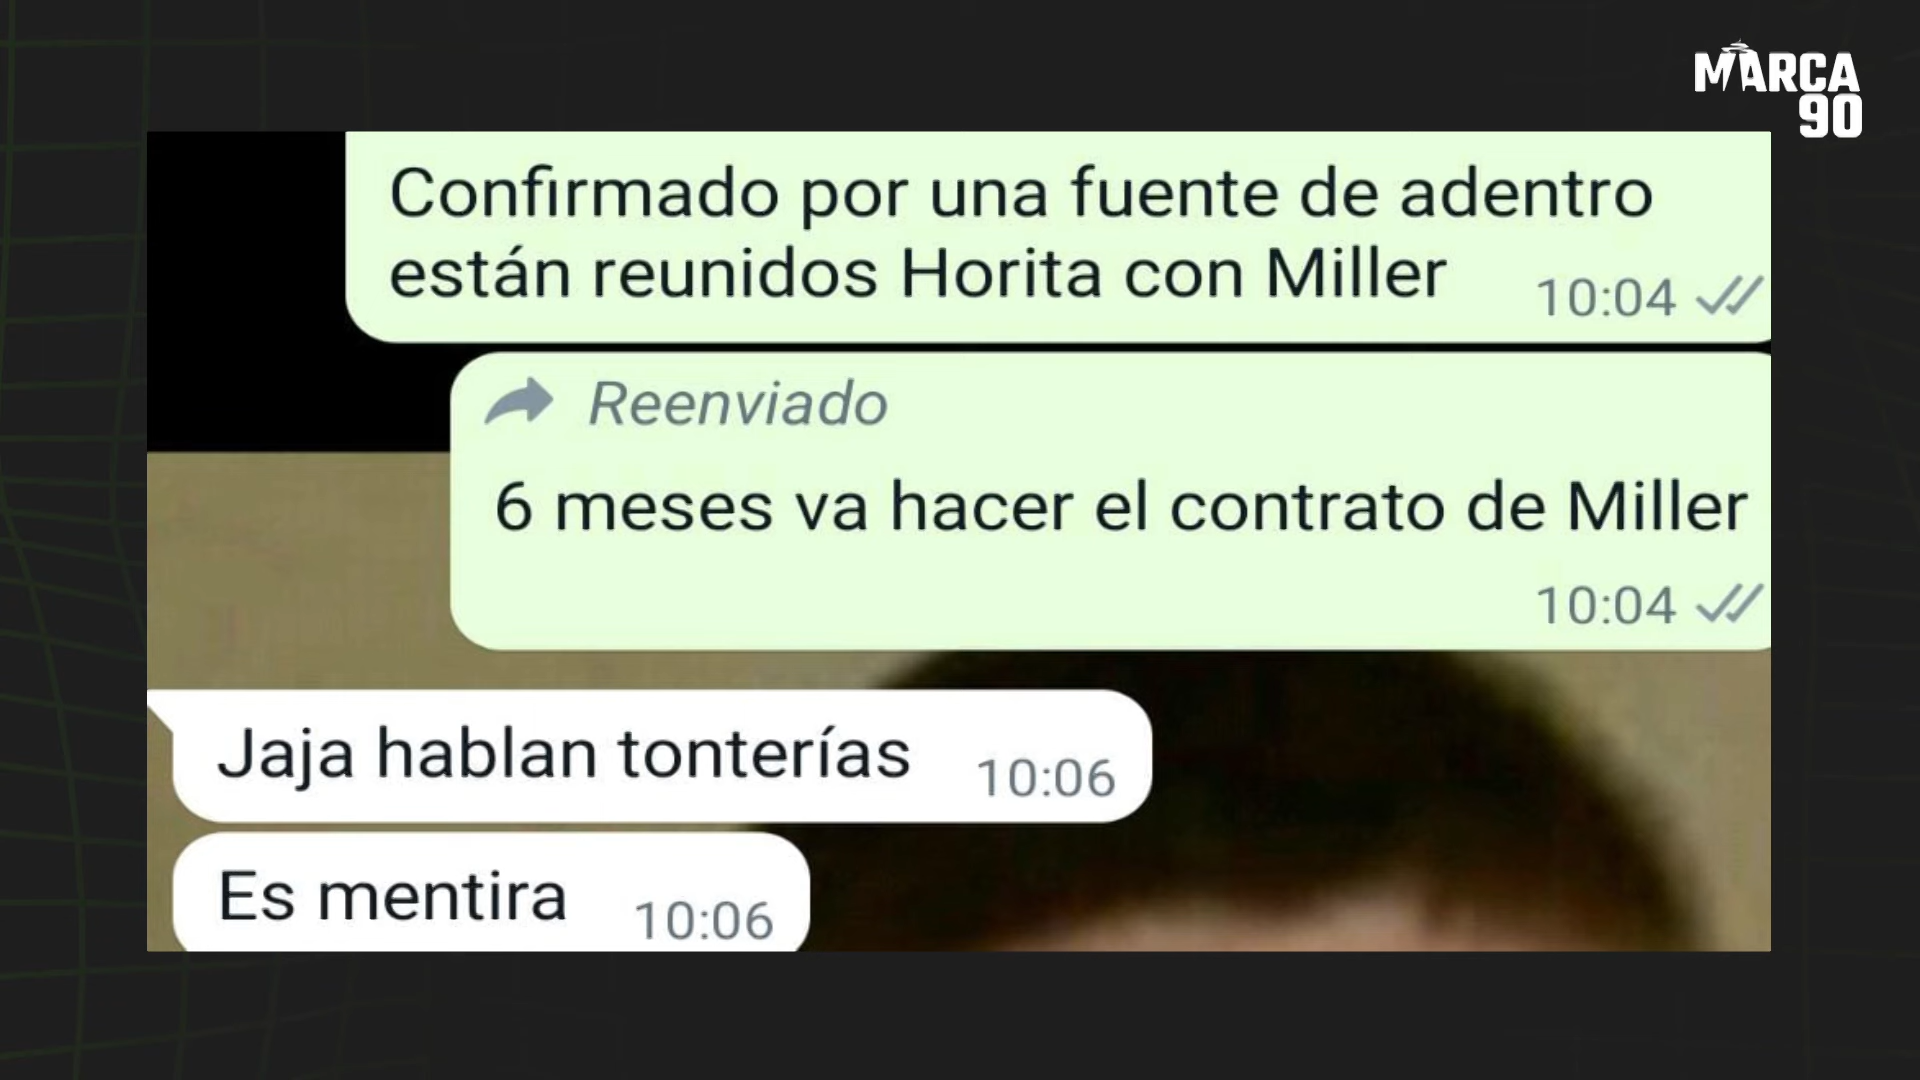 MARCA
90
Confirmado por una fuente de adentro
están reunidos Horita con Miller
10:04
Reenviado
6 meses va hacer el contrato de Miller
10:04
Jaja hablan tonterías
10:06
Es mentira
10:06